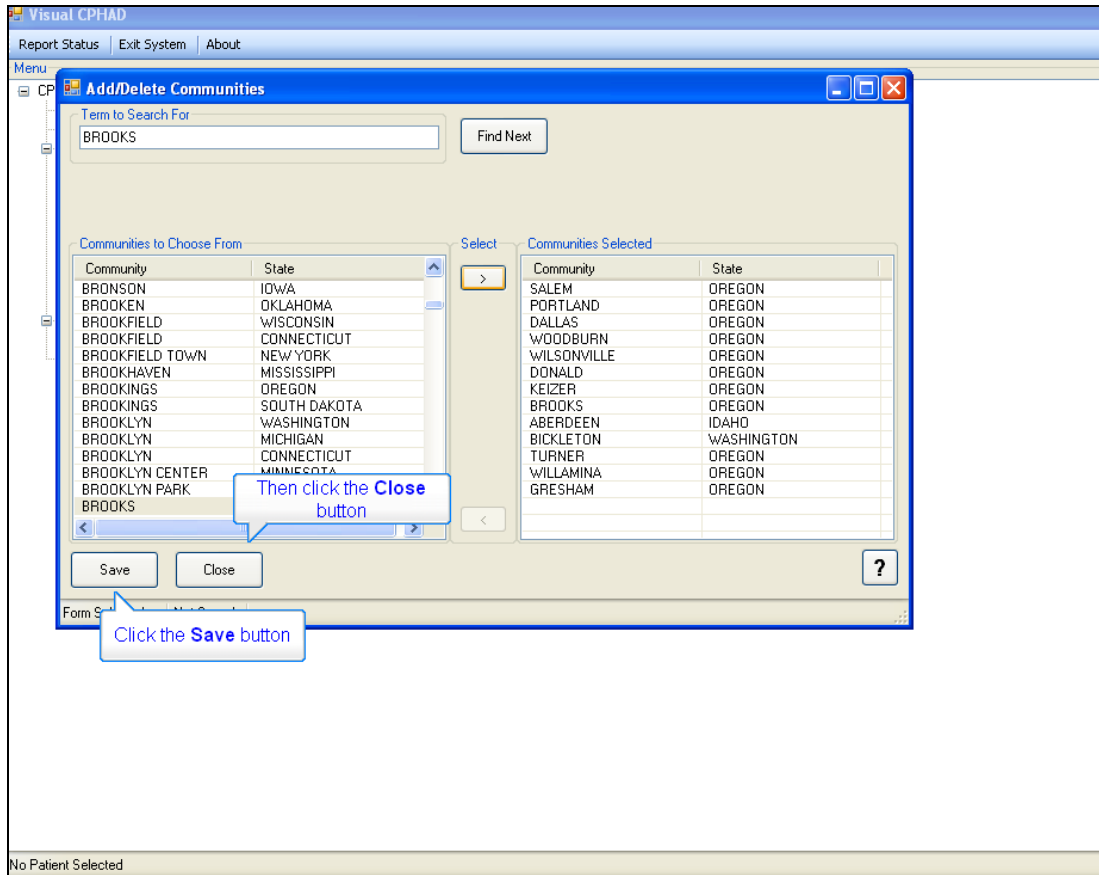 Visual CPHAD
Report Status Exit System About
Menu
CP
Add/Delete Communities
Term to Search For
BROOKS
Find Next
Communities to Choose From
Select
Communities Selected
Community State
Community State
BRONSON IOWA
>
SALEM OREGON
BROOKEN OKLAHOMA
PORTLAND OREGON
BROOKFIELD WISCONSIN
DALLAS OREGON
BROOKFIELD CONNECTICUT
WOODBURN OREGON
BROOKFIELD TOWN NEW YORK
WILSONVILLE OREGON
BROOKHAVEN MISSISSIPPI
DONALD OREGON
BROOKINGS OREGON
KEIZER OREGON
BROOKINGS SOUTH DAKOTA
BROOKS OREGON
BROOKLYN WASHINGTON
ABERDEEN IDAHO
BROOKLYN MICHIGAN
BICKLETON WASHINGTON
BROOKLYN CONNECTICUT
TURNER OREGON
BROOKLYN CENTER MINNESOTA
WILLAMINA OREGON
BROOKLYN PARK
GRESHAM OREGON
BROOKS
Then click the Close
button
<
Save
Close
?
Form
Click the Save button
No Patient Selected